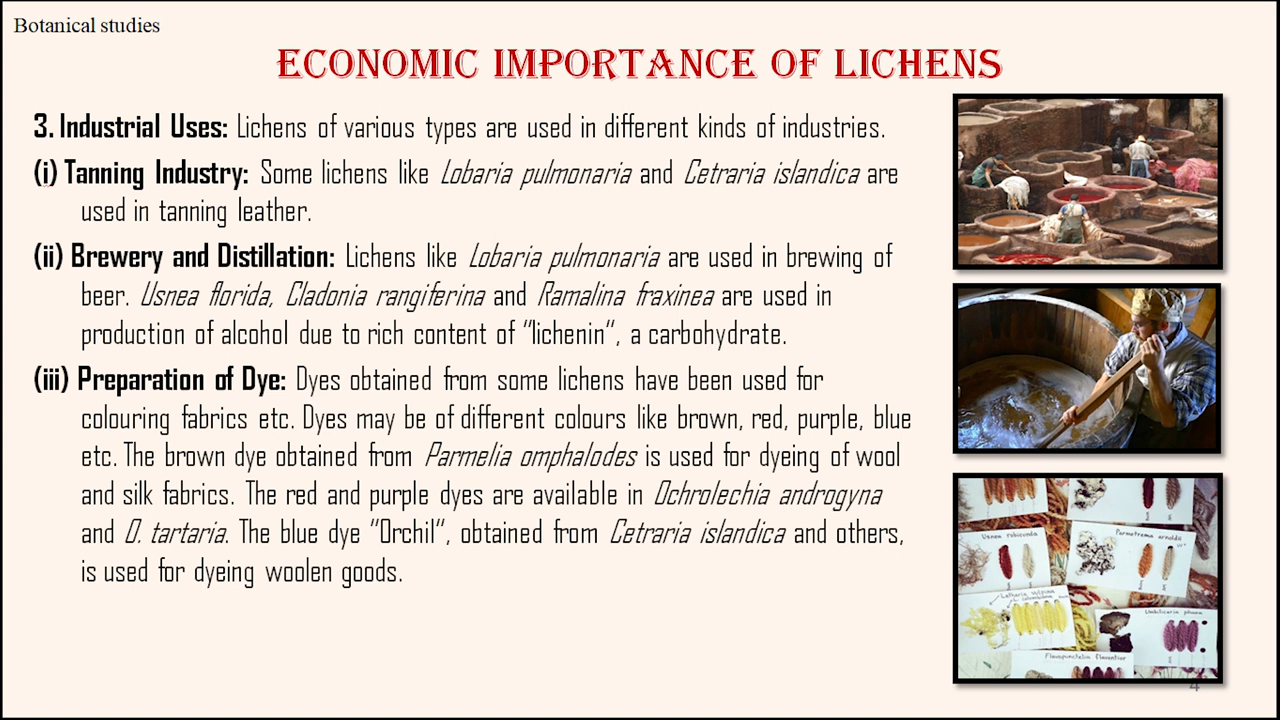 Botanical studies
ECONOMIC IMPORTANCE OF LICHENS
3. Industrial Uses: Lichens of various types are used in different kinds of industries.
(i) Tanning Industry: Some lichens like Lobaria pulmonaria and Cetraria islandica are
used in tanning leather.
(ii) Brewery and Distillation: Lichens like Lobaria pulmonaria are used in brewing of
beer. Usnea florida, Cladonia rangiferina and Ramalina fraxinea are used in
production of alcohol due to rich content of "lichenin", a carbohydrate.
(iii) Preparation of Dye: Dyes obtained from some lichens have been used for
colouring fabrics etc. Dyes may be of different colours like brown, red, purple, blue
etc. The brown dye obtained from Parmelia omphalodes is used for dyeing of wool
and silk fabrics. The red and purple dyes are available in Ochrolechia androgyna
and O. tartaria. The blue dye "Orchil", obtained from Cetraria islandica and others,
is used for dyeing woolen goods.
Usnea rubicunda
Parmotrema arnoldii
Letharia vulpina
Umbilicaria phaea
Flavopunctelia flaventior
4